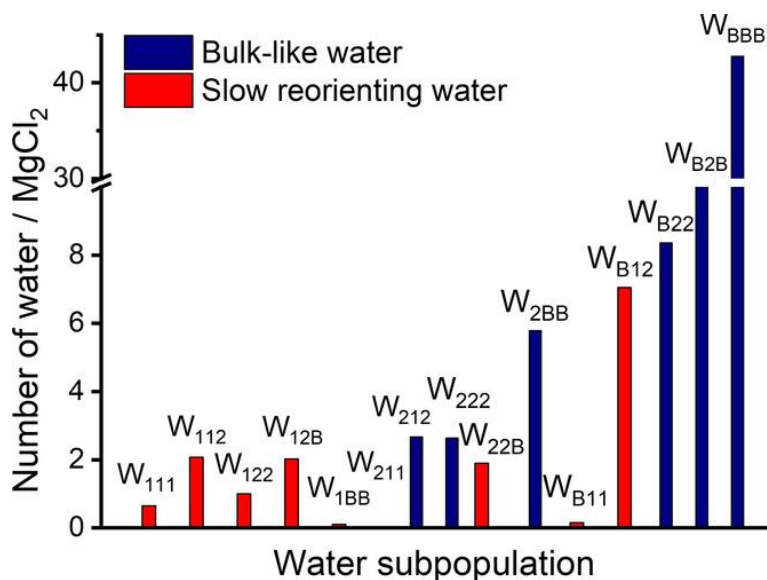 Bulk-like water
Slow reorienting water
Number of water / MgCl₂
40
30
8
6
4
2
0
W₁₁₁
W₁₁₂
W₁₂₂
W₁₂B
W₁BB
W₂₁₁
W₂₁₂
W₂₂₂
W₂₂B
W₂BB
WB₁₁
WB₁₂
WB₂₂
WB₂B
WBBB
Water subpopulation